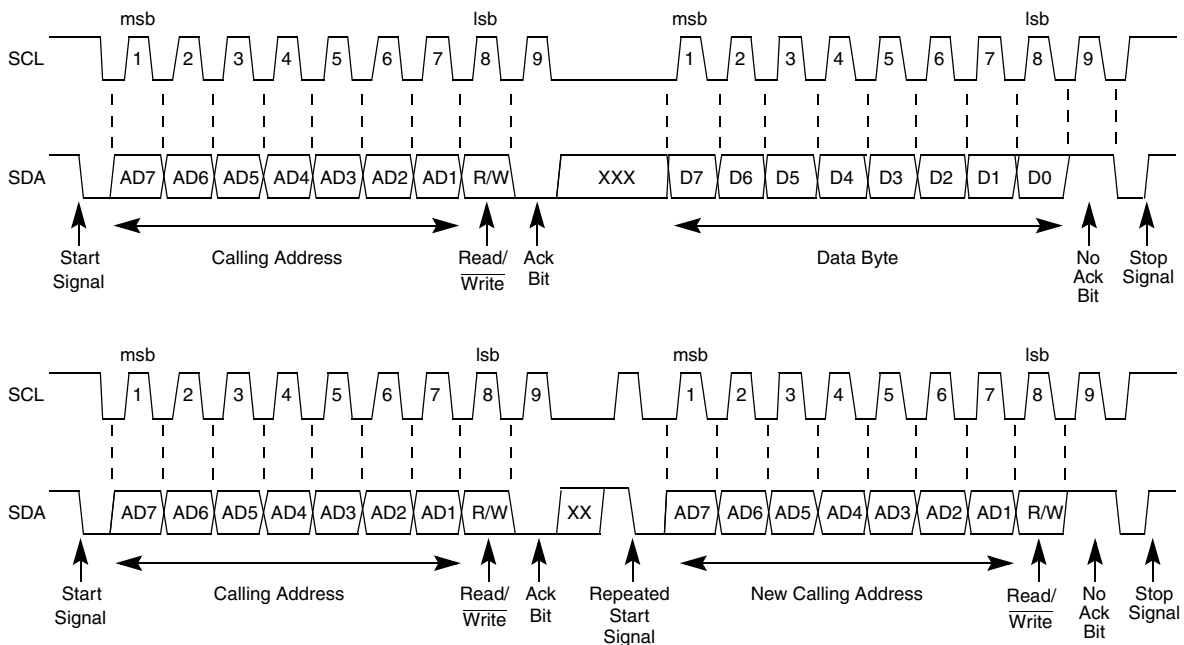 msb lsb msb lsb
SCL 1 2 3 4 5 6 7 8 9 1 2 3 4 5 6 7 8 9
SDA AD7 AD6 AD5 AD4 AD3 AD2 AD1 R/W XXX D7 D6 D5 D4 D3 D2 D1 D0
Start Signal
Calling Address
Read/ Write
Ack Bit
Data Byte
No Ack Bit
Stop Signal
msb lsb msb lsb
SCL 1 2 3 4 5 6 7 8 9 1 2 3 4 5 6 7 8 9
SDA AD7 AD6 AD5 AD4 AD3 AD2 AD1 R/W XX AD7 AD6 AD5 AD4 AD3 AD2 AD1 R/W
Start Signal
Calling Address
Read/ Write
Ack Bit
Repeated Start Signal
New Calling Address
Read/ Write
No Ack Bit
Stop Signal